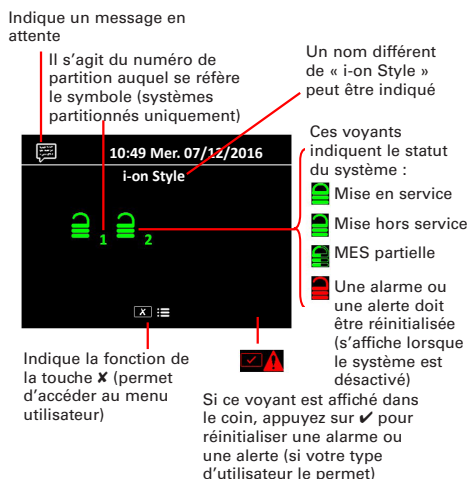 Indique un message en
attente
Il s'agit du numéro de
partition auquel se réfère
le symbole (systèmes
partitionnés uniquement)
Un nom différent
de « i-on Style »
peut être indiqué
10:49 Mer. 07/12/2016
i-on Style
1
2
X
Ces voyants
indiquent le statut
du système :
Mise en service
Mise hors service
MES partielle
Une alarme ou
une alerte doit
être réinitialisée
(s'affiche lorsque
le système est
désactivé)
Indique la fonction de
la touche ✘ (permet
d'accéder au menu
utilisateur)
Si ce voyant est affiché dans
le coin, appuyez sur ✔ pour
réinitialiser une alarme ou
une alerte (si votre type
d'utilisateur le permet)